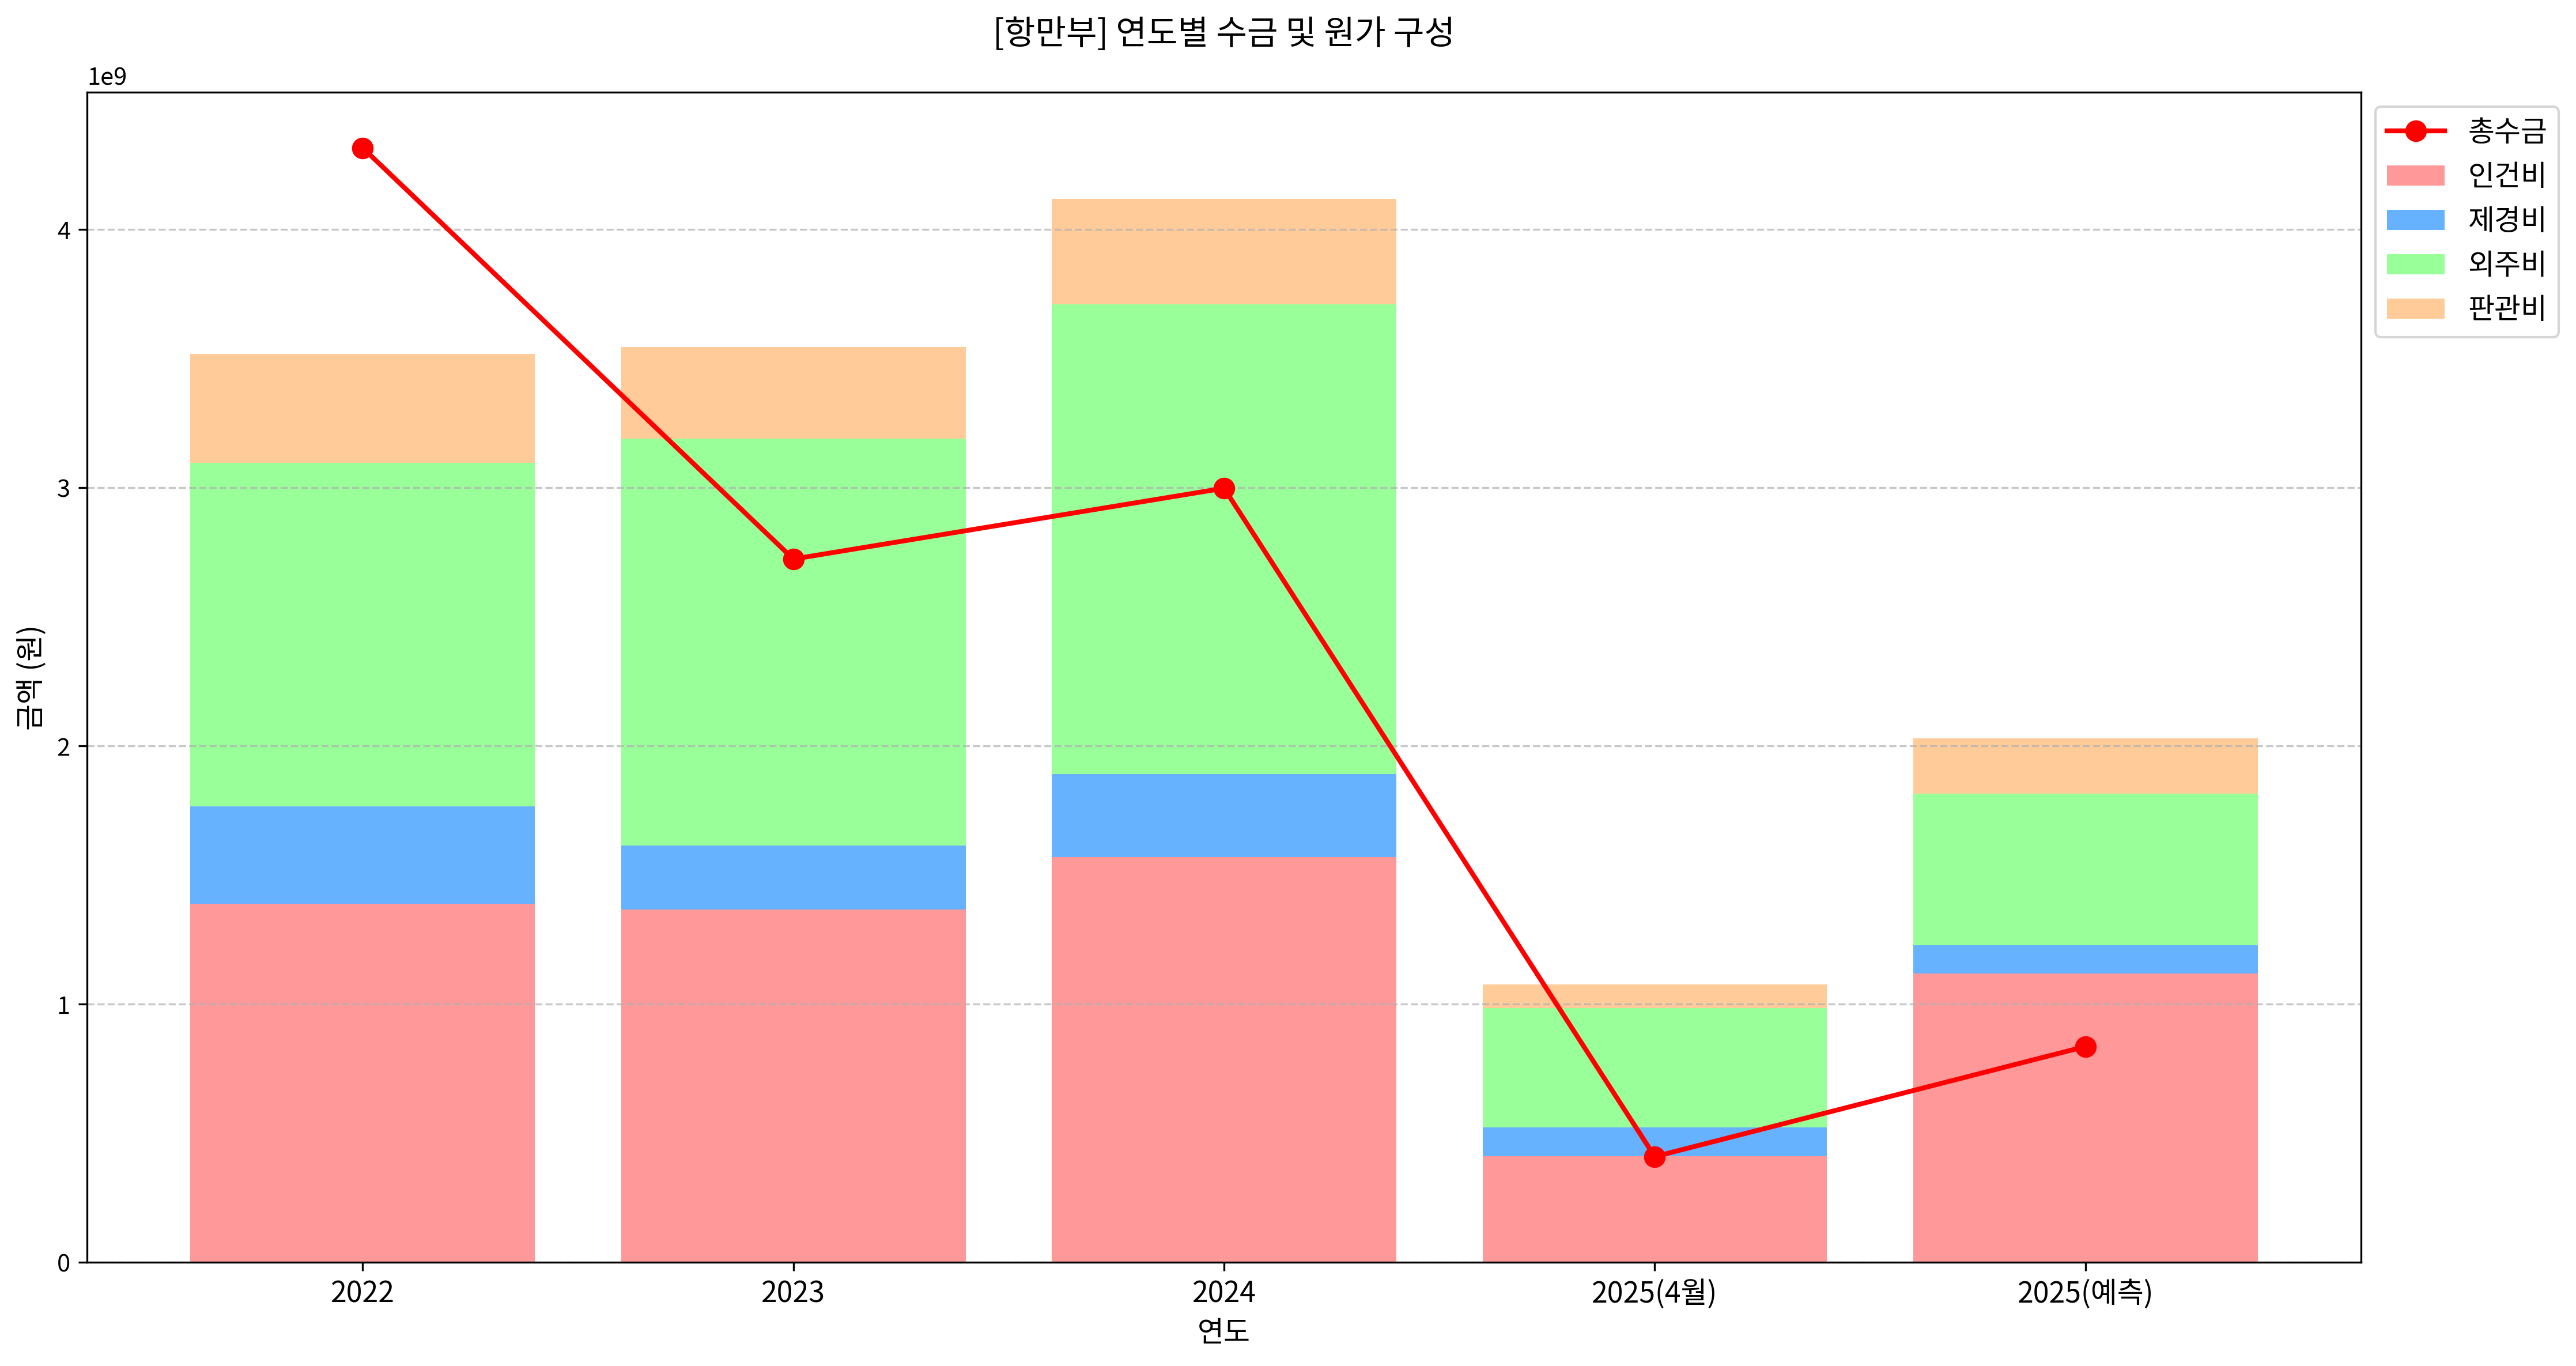 [항만부] 연도별 수금 및 원가 구성
1e9
총수금
인건비
제경비
외주비
판관비
4
3
2
1
0
금액 (원)
2022
2023
2024
2025(4월)
2025(예측)
연도